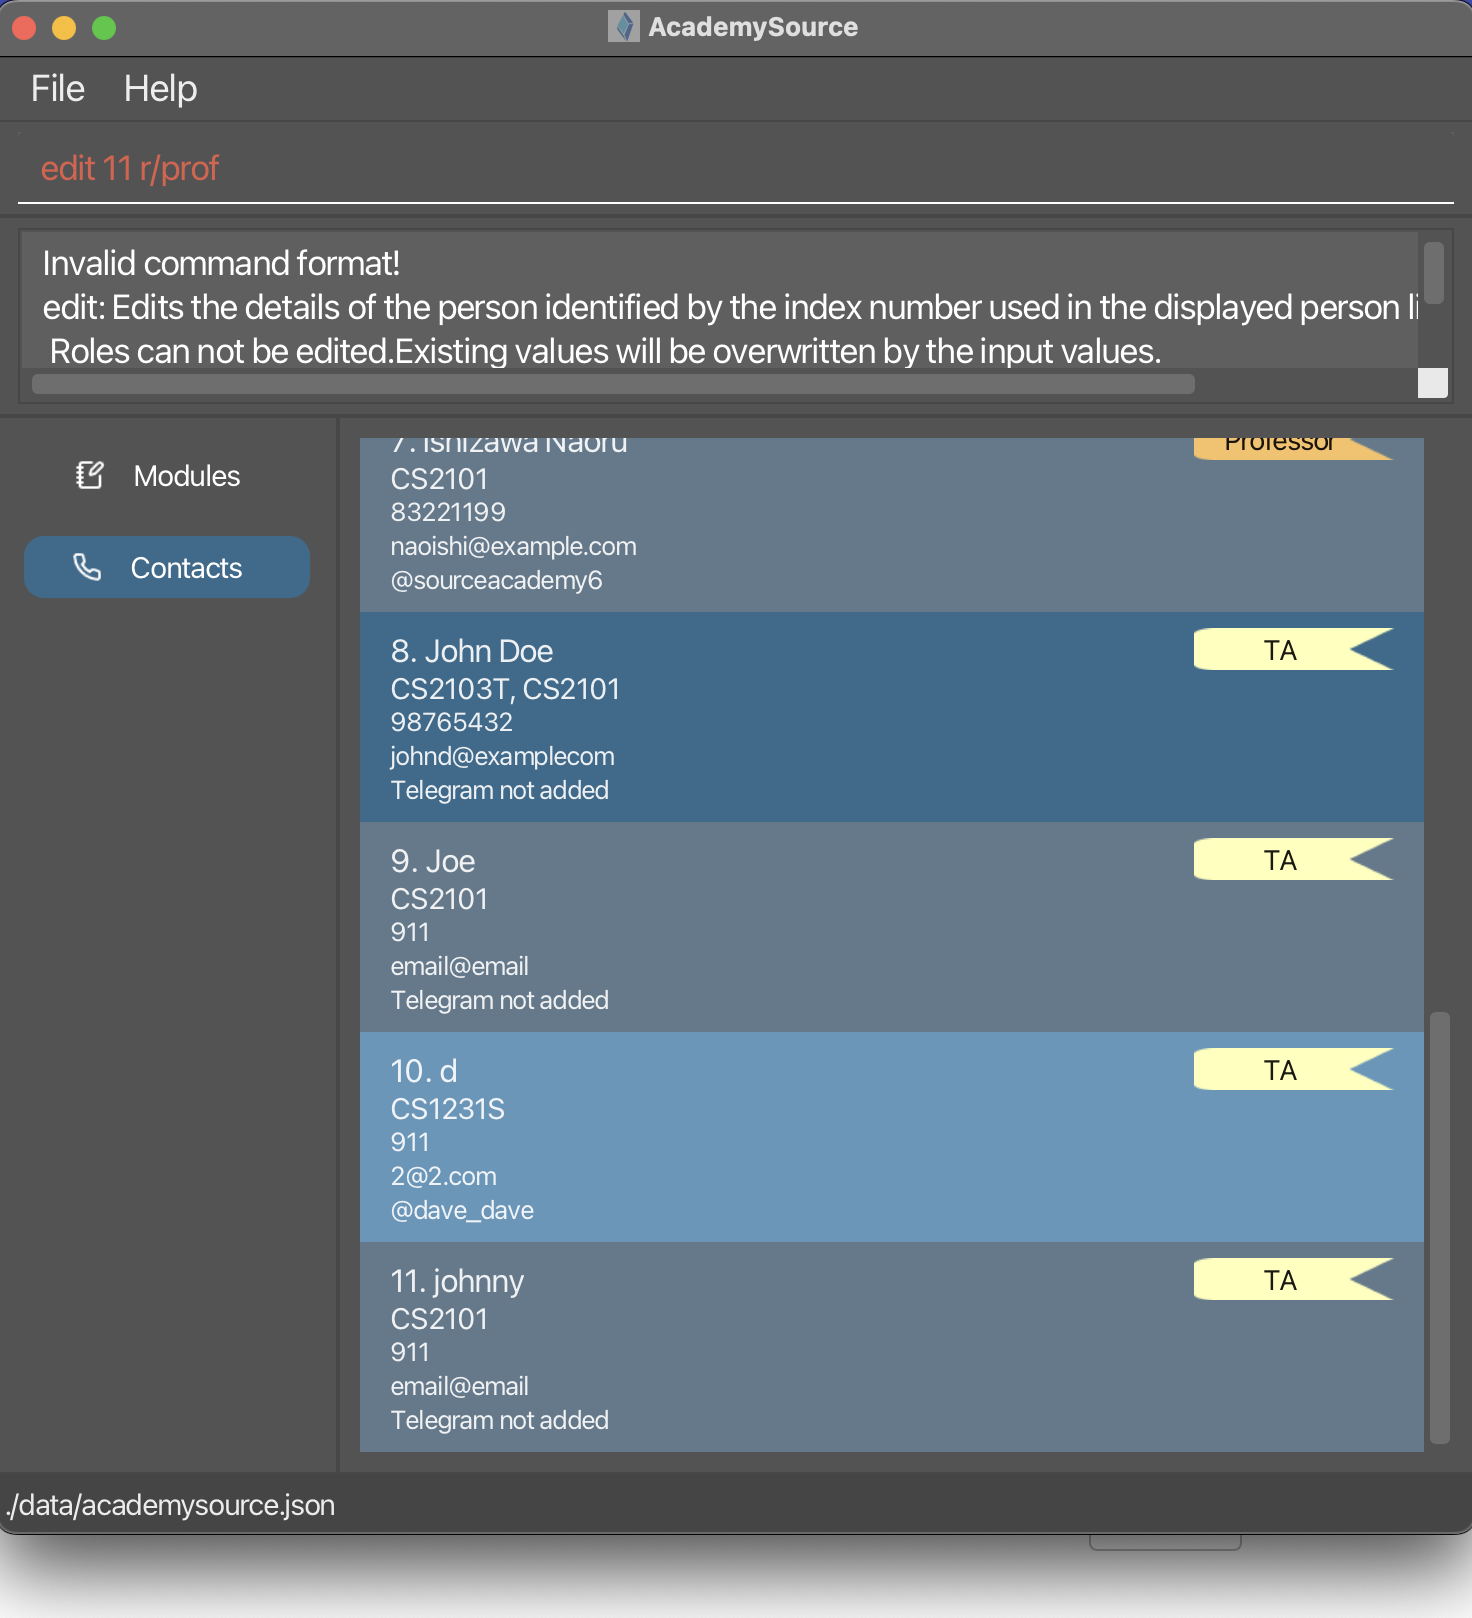 AcademySource
File Help
edit 11 r/prof
Invalid command format!
edit: Edits the details of the person identified by the index number used in the displayed person li
Roles can not be edited.Existing values will be overwritten by the input values.
Modules
Contacts
7. Ishizawa Naoru
Professor
CS2101
83221199
naoishi@example.com
@sourceacademy6
8. John Doe
TA
CS2103T, CS2101
98765432
johnd@examplecom
Telegram not added
9. Joe
TA
CS2101
911
email@email
Telegram not added
10. d
TA
CS1231S
911
2@2.com
@dave_dave
11. johnny
TA
CS2101
911
email@email
Telegram not added
./data/academysource.json